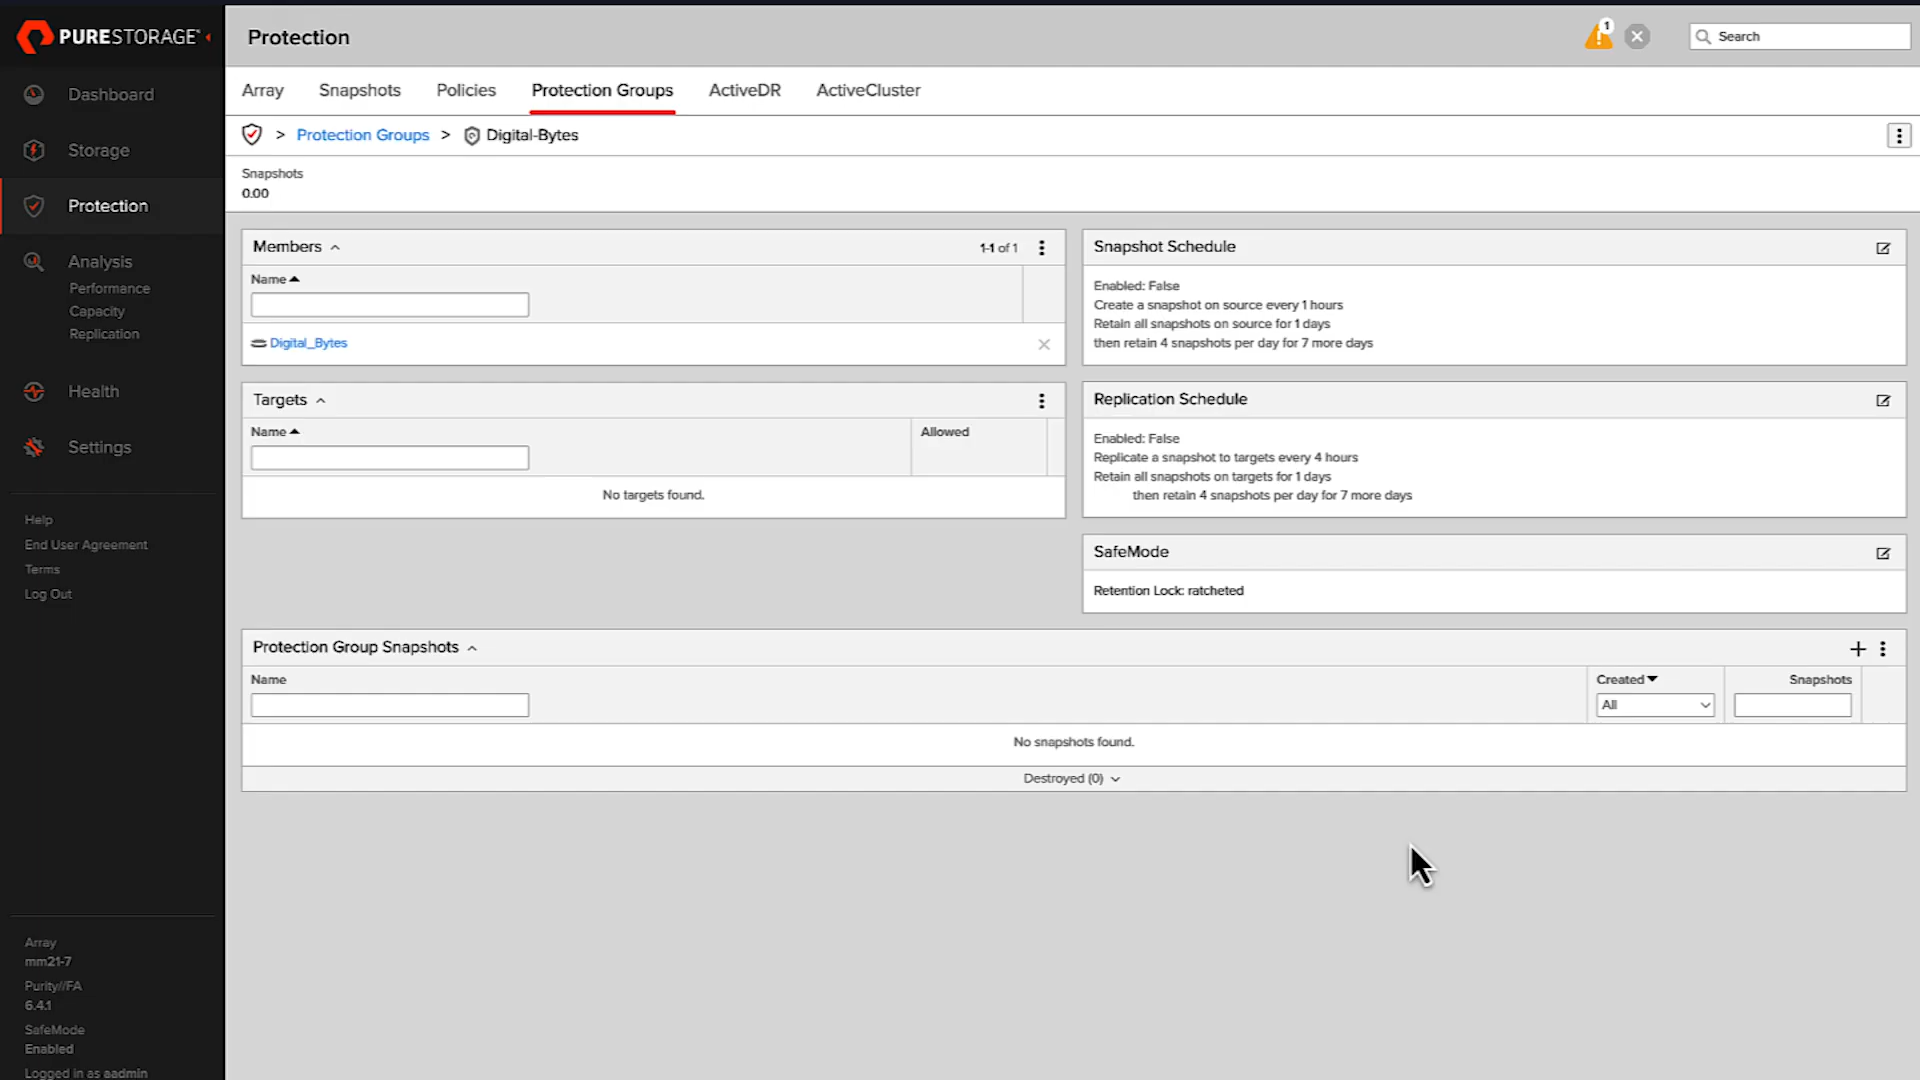 PURESTORAGE
Protection
1
Search
Dashboard
Storage
Protection
Analysis
Performance
Capacity
Replication
Health
Settings
Help
End User Agreement
Terms
Log Out
Array
mm21-7
Purity//FA
6.4.1
SafeMode
Enabled
Logged in as aadmin
Array Snapshots Policies Protection Groups ActiveDR ActiveCluster
> Protection Groups > Digital-Bytes
Snapshots
0.00
Members
1-1 of 1
Name
Digital_Bytes
Targets
Name Allowed
No targets found.
Snapshot Schedule
Enabled: False
Create a snapshot on source every 1 hours
Retain all snapshots on source for 1 days
then retain 4 snapshots per day for 7 more days
Replication Schedule
Enabled: False
Replicate a snapshot to targets every 4 hours
Retain all snapshots on targets for 1 days
then retain 4 snapshots per day for 7 more days
SafeMode
Retention Lock: ratcheted
Protection Group Snapshots
Name Created Snapshots
All
No snapshots found.
Destroyed (0)